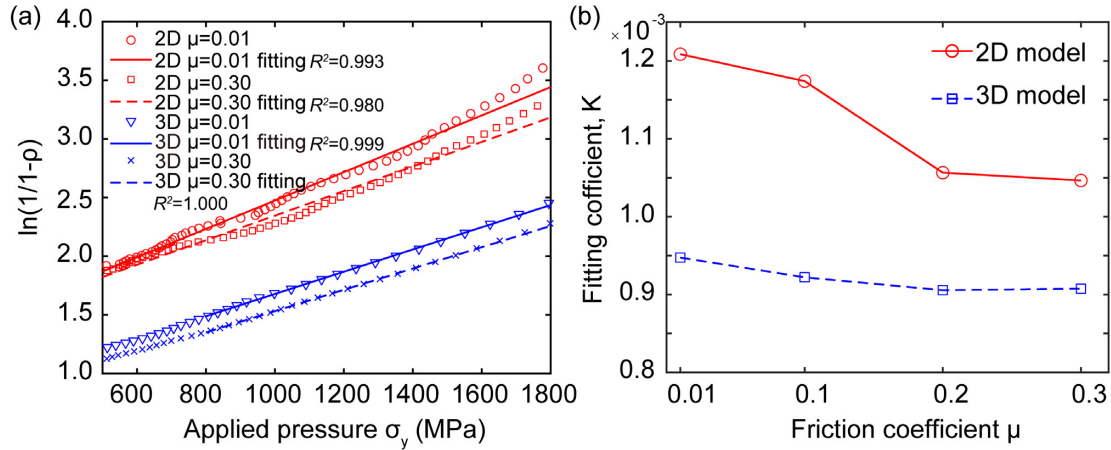 (a)
4.0
3.5
3.0
2.5
2.0
1.5
1.0
ln(1/1-ρ)
2D μ=0.01
2D μ=0.01 fitting R²=0.993
2D μ=0.30
2D μ=0.30 fitting R²=0.980
3D μ=0.01
3D μ=0.01 fitting R²=0.999
3D μ=0.30
3D μ=0.30 fitting
R²=1.000
600 800 1000 1200 1400 1600 1800
Applied pressure σy (MPa)
(b)
×10⁻³
1.2
1.1
1.0
0.9
0.8
Fitting cofficient, K
2D model
3D model
0.01 0.1 0.2 0.3
Friction coefficient μ